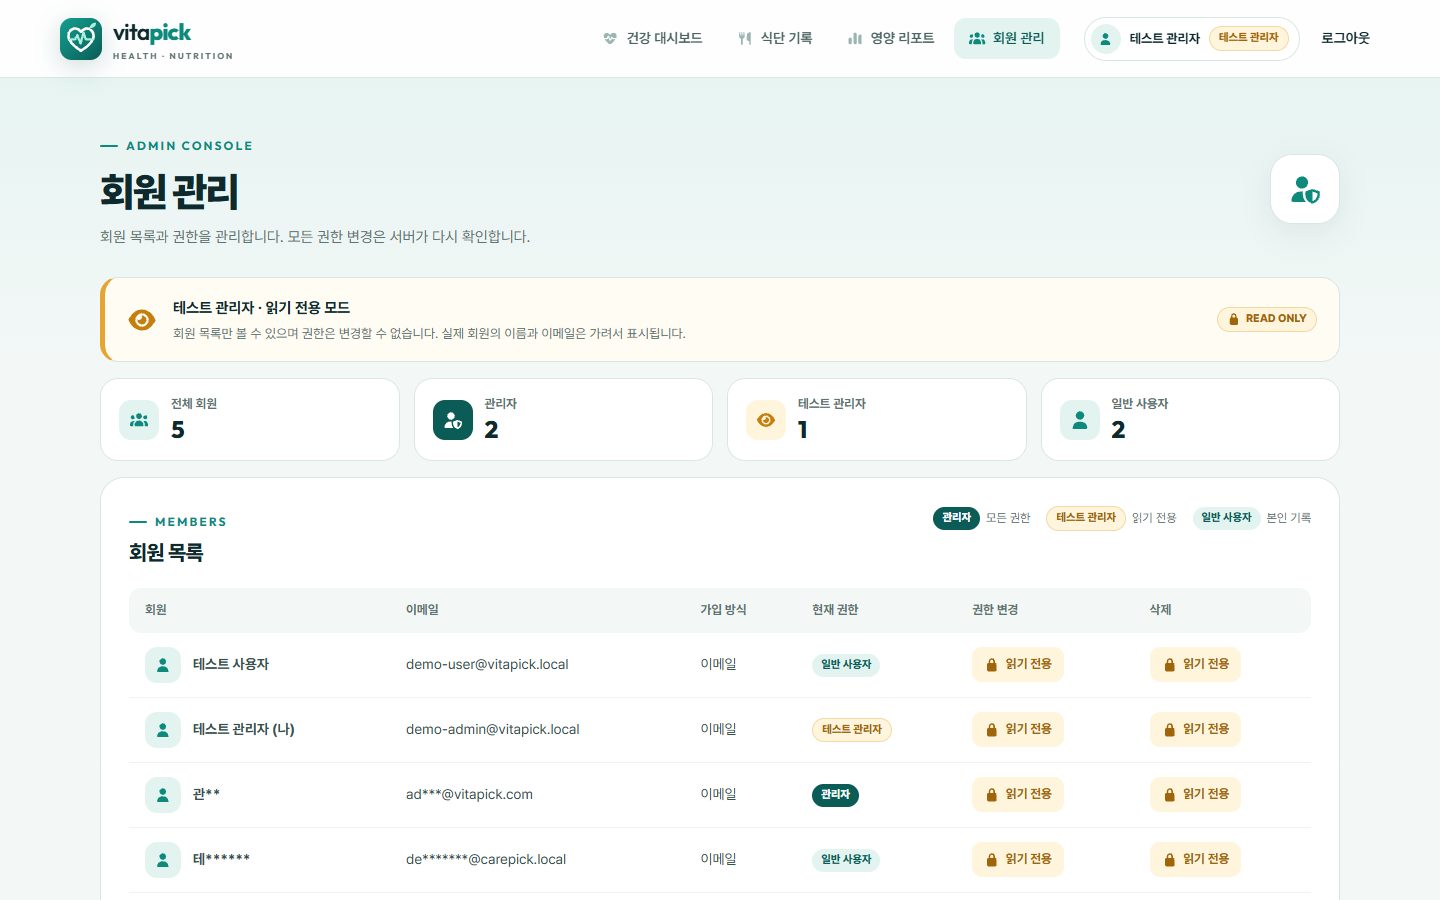 vitapick
HEALTH · NUTRITION
건강 대시보드
식단 기록
영양 리포트
회원 관리
테스트 관리자
테스트 관리자
로그아웃
ADMIN CONSOLE
회원 관리
회원 목록과 권한을 관리합니다. 모든 권한 변경은 서버가 다시 확인합니다.
테스트 관리자 · 읽기 전용 모드
회원 목록만 볼 수 있으며 권한은 변경할 수 없습니다. 실제 회원의 이름과 이메일은 가려서 표시됩니다.
READ ONLY
전체 회원
5
관리자
2
테스트 관리자
1
일반 사용자
2
MEMBERS
회원 목록
관리자 모든 권한 테스트 관리자 읽기 전용 일반 사용자 본인 기록
회원 이메일 가입 방식 현재 권한 권한 변경 삭제
테스트 사용자 demo-user@vitapick.local 이메일 일반 사용자 읽기 전용 읽기 전용
테스트 관리자 (나) demo-admin@vitapick.local 이메일 테스트 관리자 읽기 전용 읽기 전용
관** ad***@vitapick.com 이메일 관리자 읽기 전용 읽기 전용
테****** de*******@carepick.local 이메일 일반 사용자 읽기 전용 읽기 전용